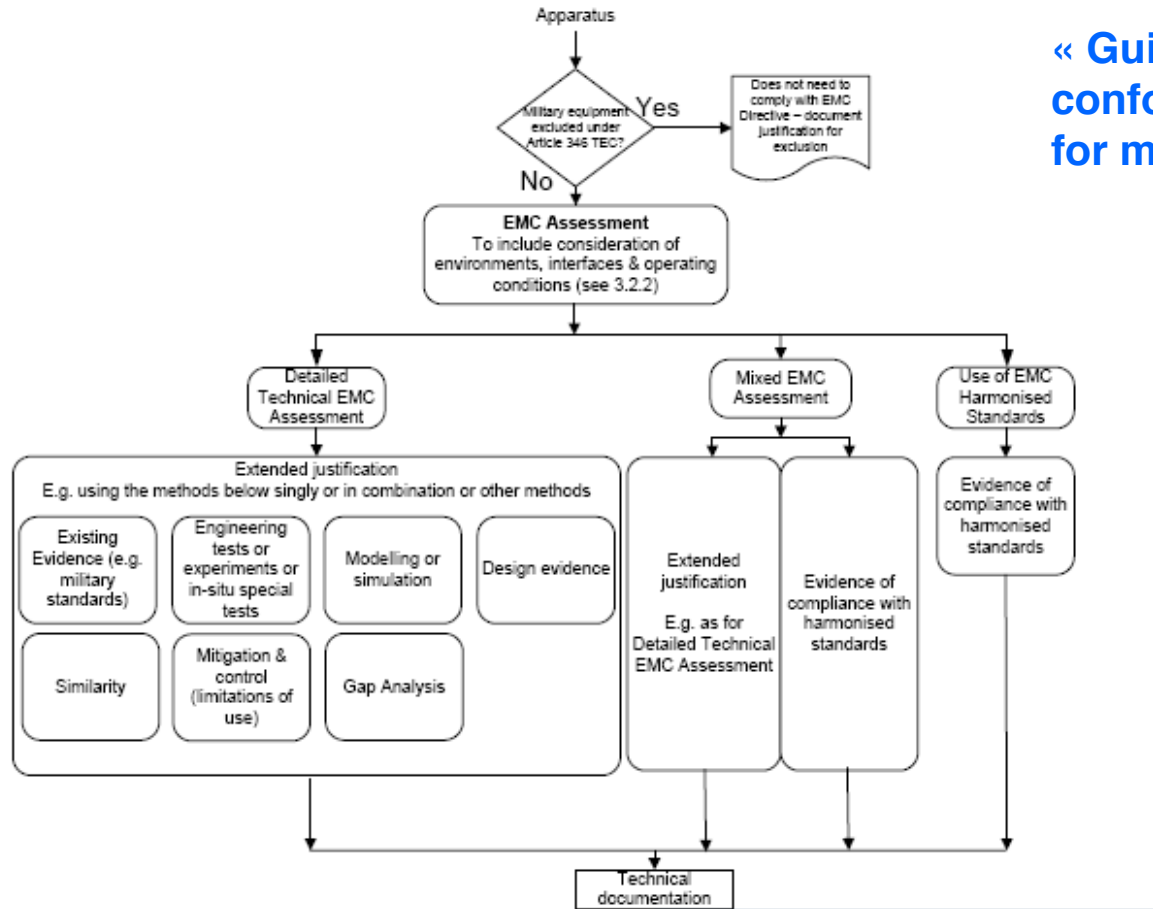 Apparatus
« Gui
confo
for m
Military equipment
excluded under
Article 346 TEC?
Yes
Does not need to
comply with EMC
Directive – document
justification for
exclusion
No
EMC Assessment
To include consideration of
environments, interfaces & operating
conditions (see 3.2.2)
Detailed
Technical EMC
Assessment
Mixed EMC
Assessment
Use of EMC
Harmonised
Standards
Extended justification
E.g. using the methods below singly or in combination or other methods
Existing
Evidence (e.g.
military
standards)
Engineering
tests or
experiments or
in-situ special
tests
Modelling or
simulation
Design evidence
Similarity
Mitigation &
control
(limitations of
use)
Gap Analysis
Extended
justification
E.g. as for
Detailed Technical
EMC Assessment
Evidence of
compliance with
harmonised
standards
Evidence of
compliance with
harmonised
standards
Technical
documentation